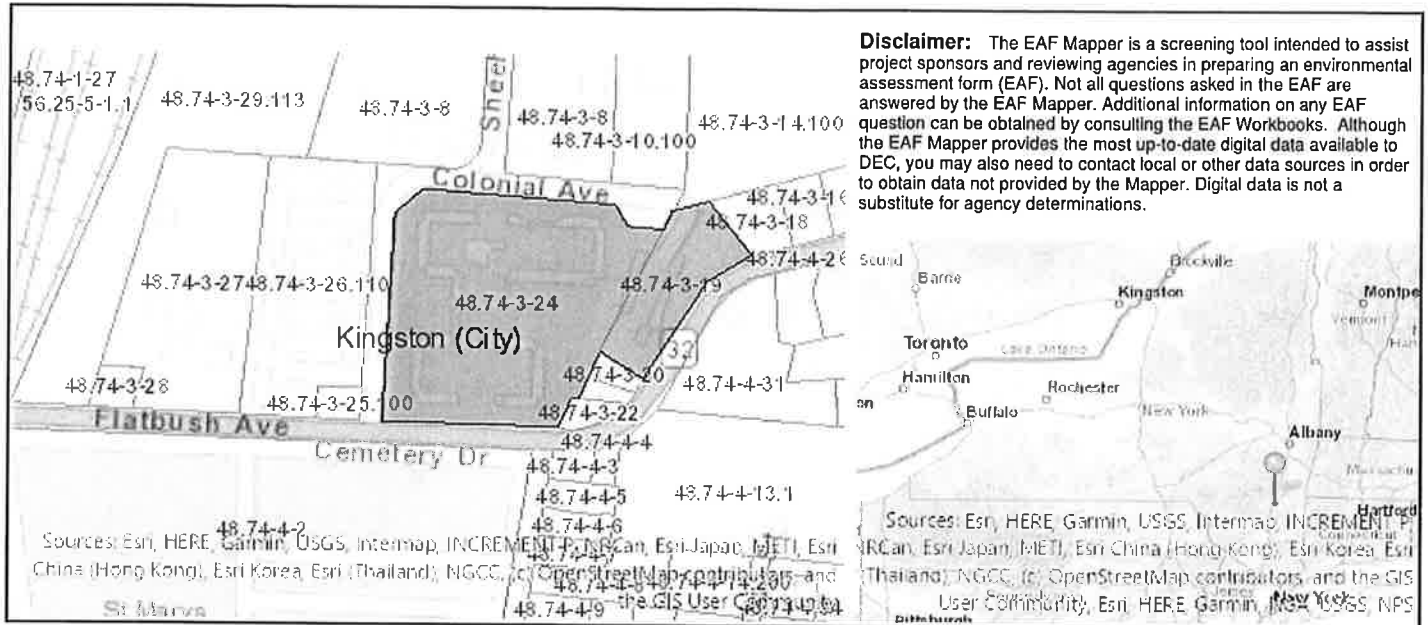 Disclaimer: The EAF Mapper is a screening tool intended to assist
project sponsors and reviewing agencies in preparing an environmental
assessment form (EAF). Not all questions asked in the EAF are
answered by the EAF Mapper. Additional information on any EAF
question can be obtained by consulting the EAF Workbooks. Although
the EAF Mapper provides the most up-to-date digital data available to
DEC, you may also need to contact local or other data sources in order
to obtain data not provided by the Mapper. Digital data is not a
substitute for agency determinations.
48.74-1-27
56.25-5-1.1
48.74-3-29.113
48.74-3-8
48.74-3-8
48.74-3-10.100
48.74-3-14.100
Colonial Ave
48.74-3-18
48.74-3-27
48.74-3-26.110
48.74-3-24
48.74-3-19
Kingston (City)
32
48.74-3-20
48.74-4-31
48.74-3-28
48.74-3-25.100
48.74-3-22
Flatbush Ave
Cemetery Dr
48.74-4-4
48.74-4-3
48.74-4-5
48.74-4-13.1
48.74-4-6
48.74-4-2
Sources: Esri, HERE, Garmin, USGS, Intermap, INCREMENT P, NRCan, Esri Japan, METI, Esri
China (Hong Kong), Esri Korea, Esri (Thailand), NGCC, (c) OpenStreetMap contributors, and
the GIS User Community
St Marys
48.74-4-9
Barrie
Brockville
Kingston
Toronto
Lake Ontario
Vermont
Hamilton
Rochester
Buffalo
New York
Albany
Hartford
Sources: Esri, HERE, Garmin, USGS, Intermap, INCREMENT P,
NRCan, Esri Japan, METI, Esri China (Hong Kong), Esri Korea, Esri
(Thailand), NGCC, (c) OpenStreetMap contributors, and the GIS
User Community, Esri, HERE, Garmin, USGS, NPS
New York
Pittsburgh